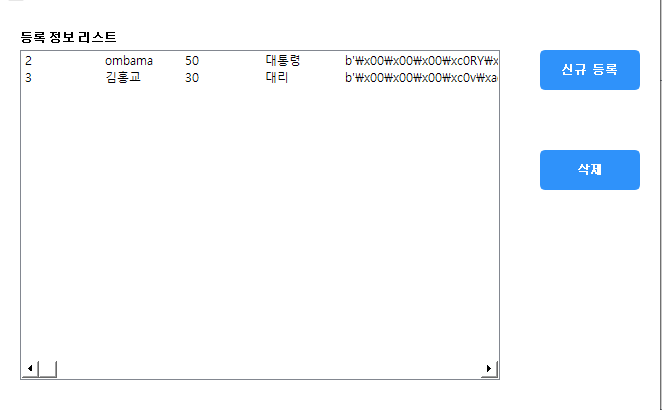 등록 정보 리스트
2 ombama 50 대통령 b'₩x00₩x00₩x00₩xc0RY₩x
3 김홍교 30 대리 b'₩x00₩x00₩x00₩xc0v₩xa
신규 등록
삭제